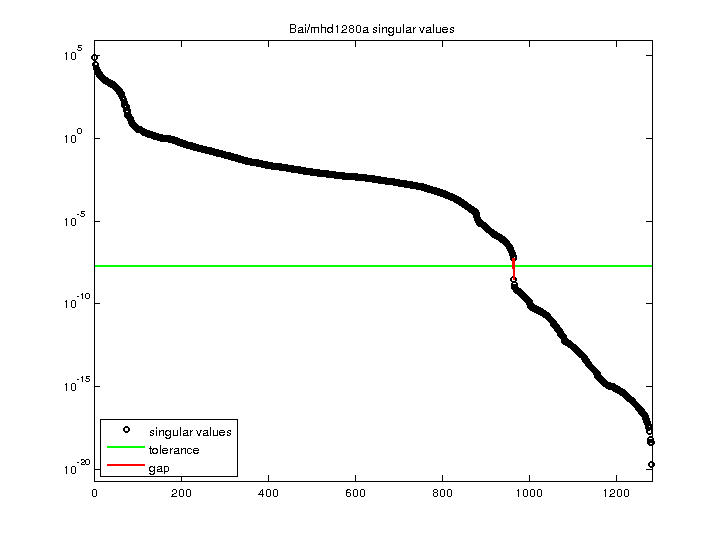 Bai/mhd1280a singular values
10^5
10^0
10^-5
10^-10
10^-15
10^-20
singular values
tolerance
gap
0 200 400 600 800 1000 1200